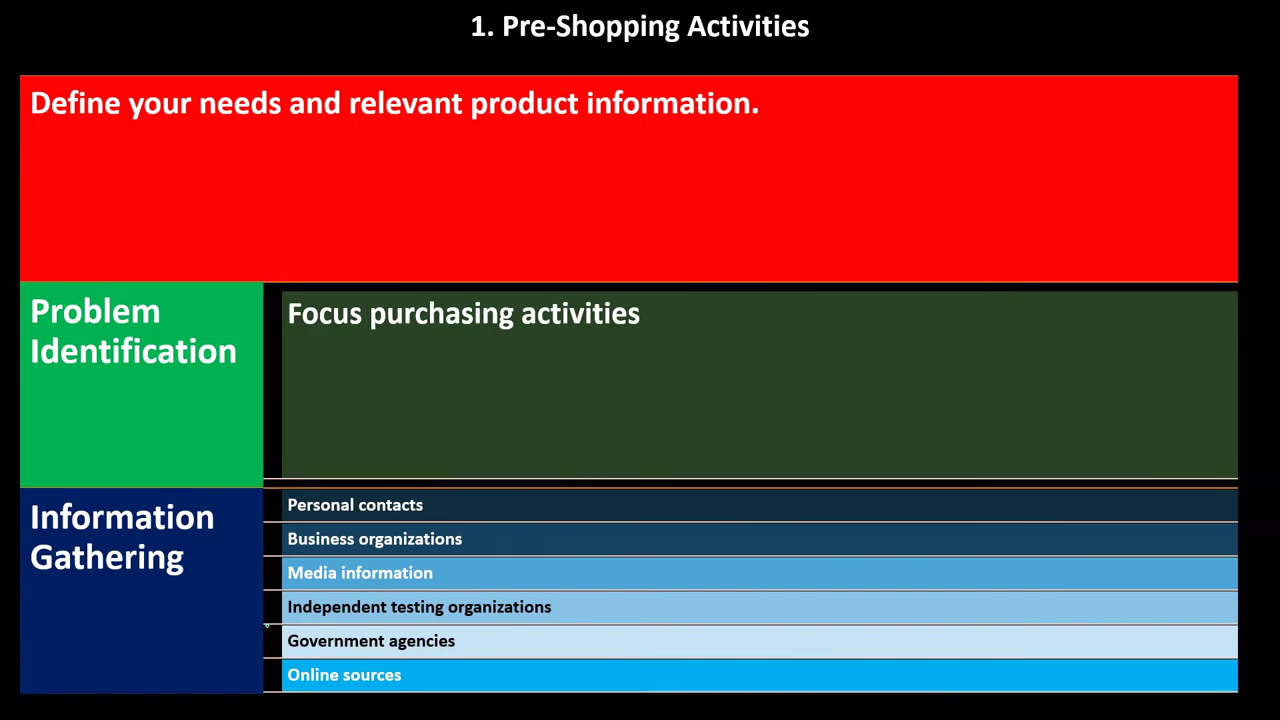 1. Pre-Shopping Activities
Define your needs and relevant product information.
Problem
Identification
Focus purchasing activities
Information
Gathering
Personal contacts
Business organizations
Media information
Independent testing organizations
Government agencies
Online sources